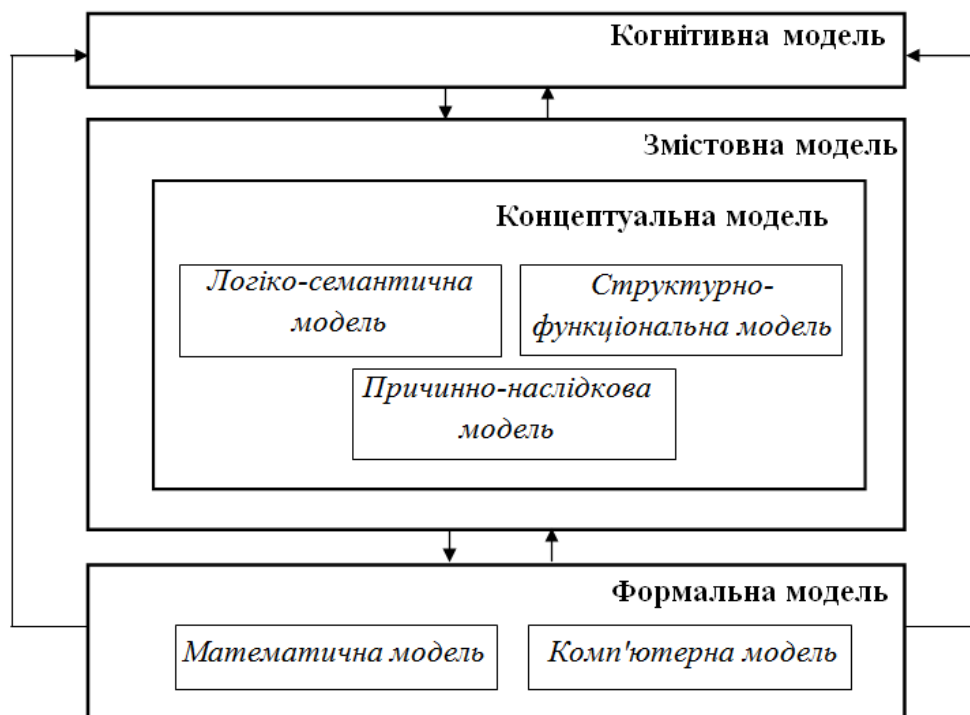 Когнітивна модель
Змістовна модель
Концептуальна модель
Логіко-семантична
модель
Структурно-
функціональна модель
Причинно-наслідкова
модель
Формальна модель
Математична модель
Комп'ютерна модель